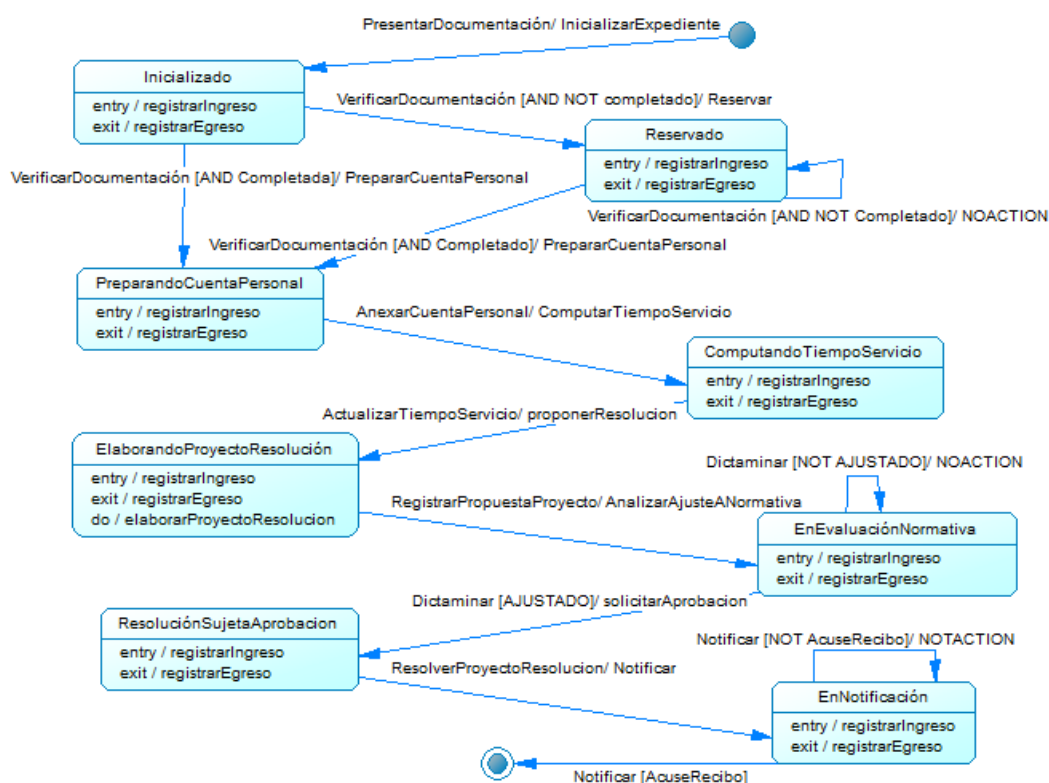 PresentarDocumentación/ InicializarExpediente
Inicializado
entry / registrarIngreso
exit / registrarEgreso
VerificarDocumentación [AND NOT completado]/ Reservar
Reservado
entry / registrarIngreso
exit / registrarEgreso
VerificarDocumentación [AND Completada]/ PrepararCuentaPersonal
VerificarDocumentación [AND NOT Completado]/ NOACTION
VerificarDocumentación [AND Completado]/ PrepararCuentaPersonal
PreparandoCuentaPersonal
entry / registrarIngreso
exit / registrarEgreso
AnexarCuentaPersonal/ ComputarTiempoServicio
ComputandoTiempoServicio
entry / registrarIngreso
exit / registrarEgreso
ActualizarTiempoServicio/ proponerResolucion
ElaborandoProyectoResolución
entry / registrarIngreso
exit / registrarEgreso
do / elaborarProyectoResolucion
Dictaminar [NOT AJUSTADO]/ NOACTION
RegistrarPropuestaProyecto/ AnalizarAjusteANormativa
EnEvaluaciónNormativa
entry / registrarIngreso
exit / registrarEgreso
Dictaminar [AJUSTADO]/ solicitarAprobacion
ResoluciónSujetaAprobacion
entry / registrarIngreso
exit / registrarEgreso
Notificar [NOT AcuseRecibo]/ NOTACTION
ResolverProyectoResolucion/ Notificar
EnNotificación
entry / registrarIngreso
exit / registrarEgreso
Notificar [AcuseRecibo]